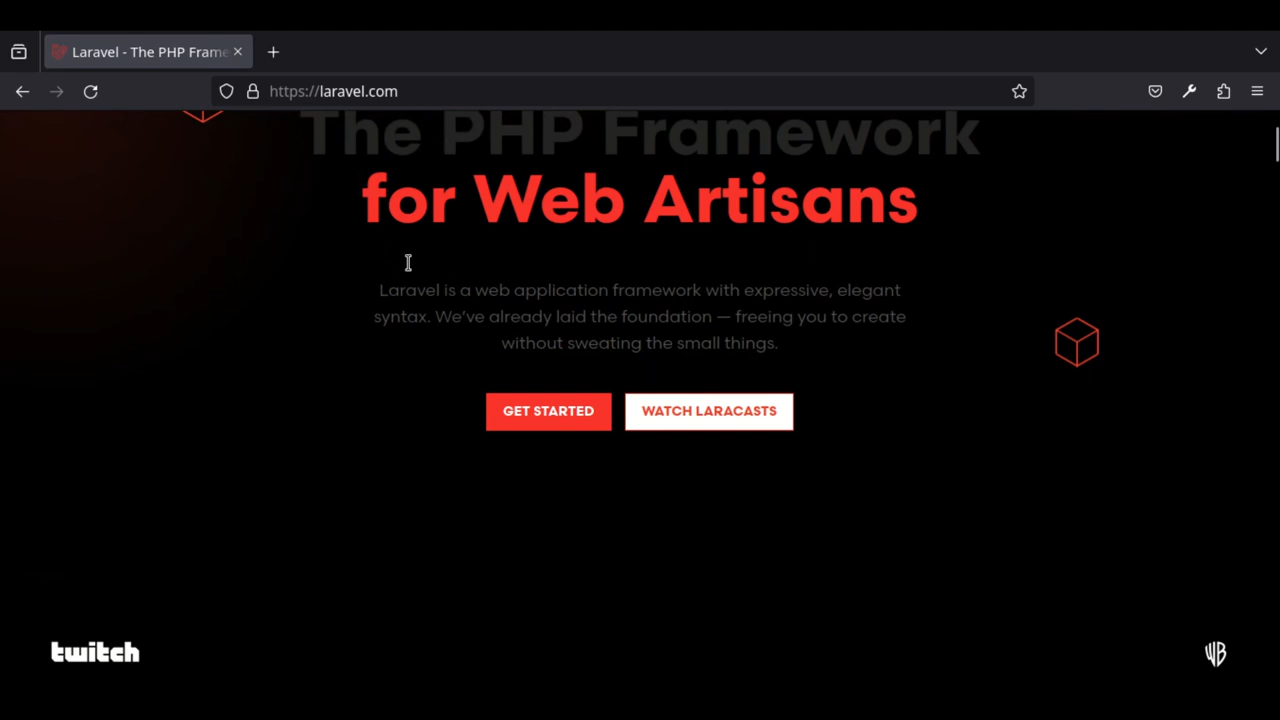 Laravel - The PHP Frame
https://laravel.com
The PHP Framework
for Web Artisans
Laravel is a web application framework with expressive, elegant
syntax. We’ve already laid the foundation — freeing you to create
without sweating the small things.
GET STARTED
WATCH LARACASTS
twitch
WB